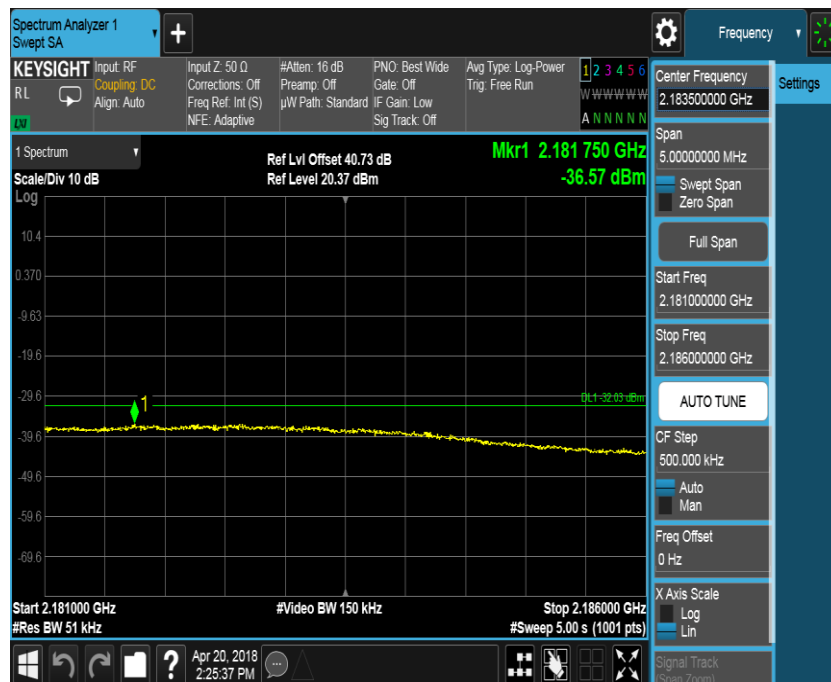 Spectrum Analyzer 1
Swept SA
Frequency
KEYSIGHT
RL
LXI
Input: RF
Coupling: DC
Align: Auto
Input Z: 50 Ω
Corrections: Off
Freq Ref: Int (S)
NFE: Adaptive
#Atten: 16 dB
Preamp: Off
µW Path: Standard
PNO: Best Wide
Gate: Off
IF Gain: Low
Sig Track: Off
Avg Type: Log-Power
Trig: Free Run
1 2 3 4 5 6
W W W W W W
A N N N N N
1 Spectrum
Scale/Div 10 dB
Log
Ref Lvl Offset 40.73 dB
Ref Level 20.37 dBm
Mkr1 2.181 750 GHz
-36.57 dBm
10.4
0.370
-9.63
-19.6
-29.6
-39.6
-49.6
-59.6
-69.6
1
DL1 -32.03 dBm
Start 2.181000 GHz
#Res BW 51 kHz
#Video BW 150 kHz
Stop 2.186000 GHz
#Sweep 5.00 s (1001 pts)
Apr 20, 2018
2:25:37 PM
Center Frequency
2.183500000 GHz
Span
5.00000000 MHz
Swept Span
Zero Span
Full Span
Start Freq
2.181000000 GHz
Stop Freq
2.186000000 GHz
AUTO TUNE
CF Step
500.000 kHz
Auto
Man
Freq Offset
0 Hz
X Axis Scale
Log
Lin
Signal Track
(Span Zoom)
Settings